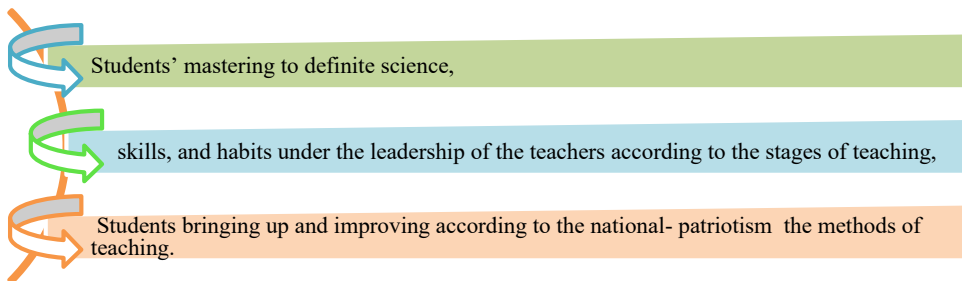 Students’ mastering to definite science,
skills, and habits under the leadership of the teachers according to the stages of teaching,
Students bringing up and improving according to the national- patriotism the methods of
teaching.